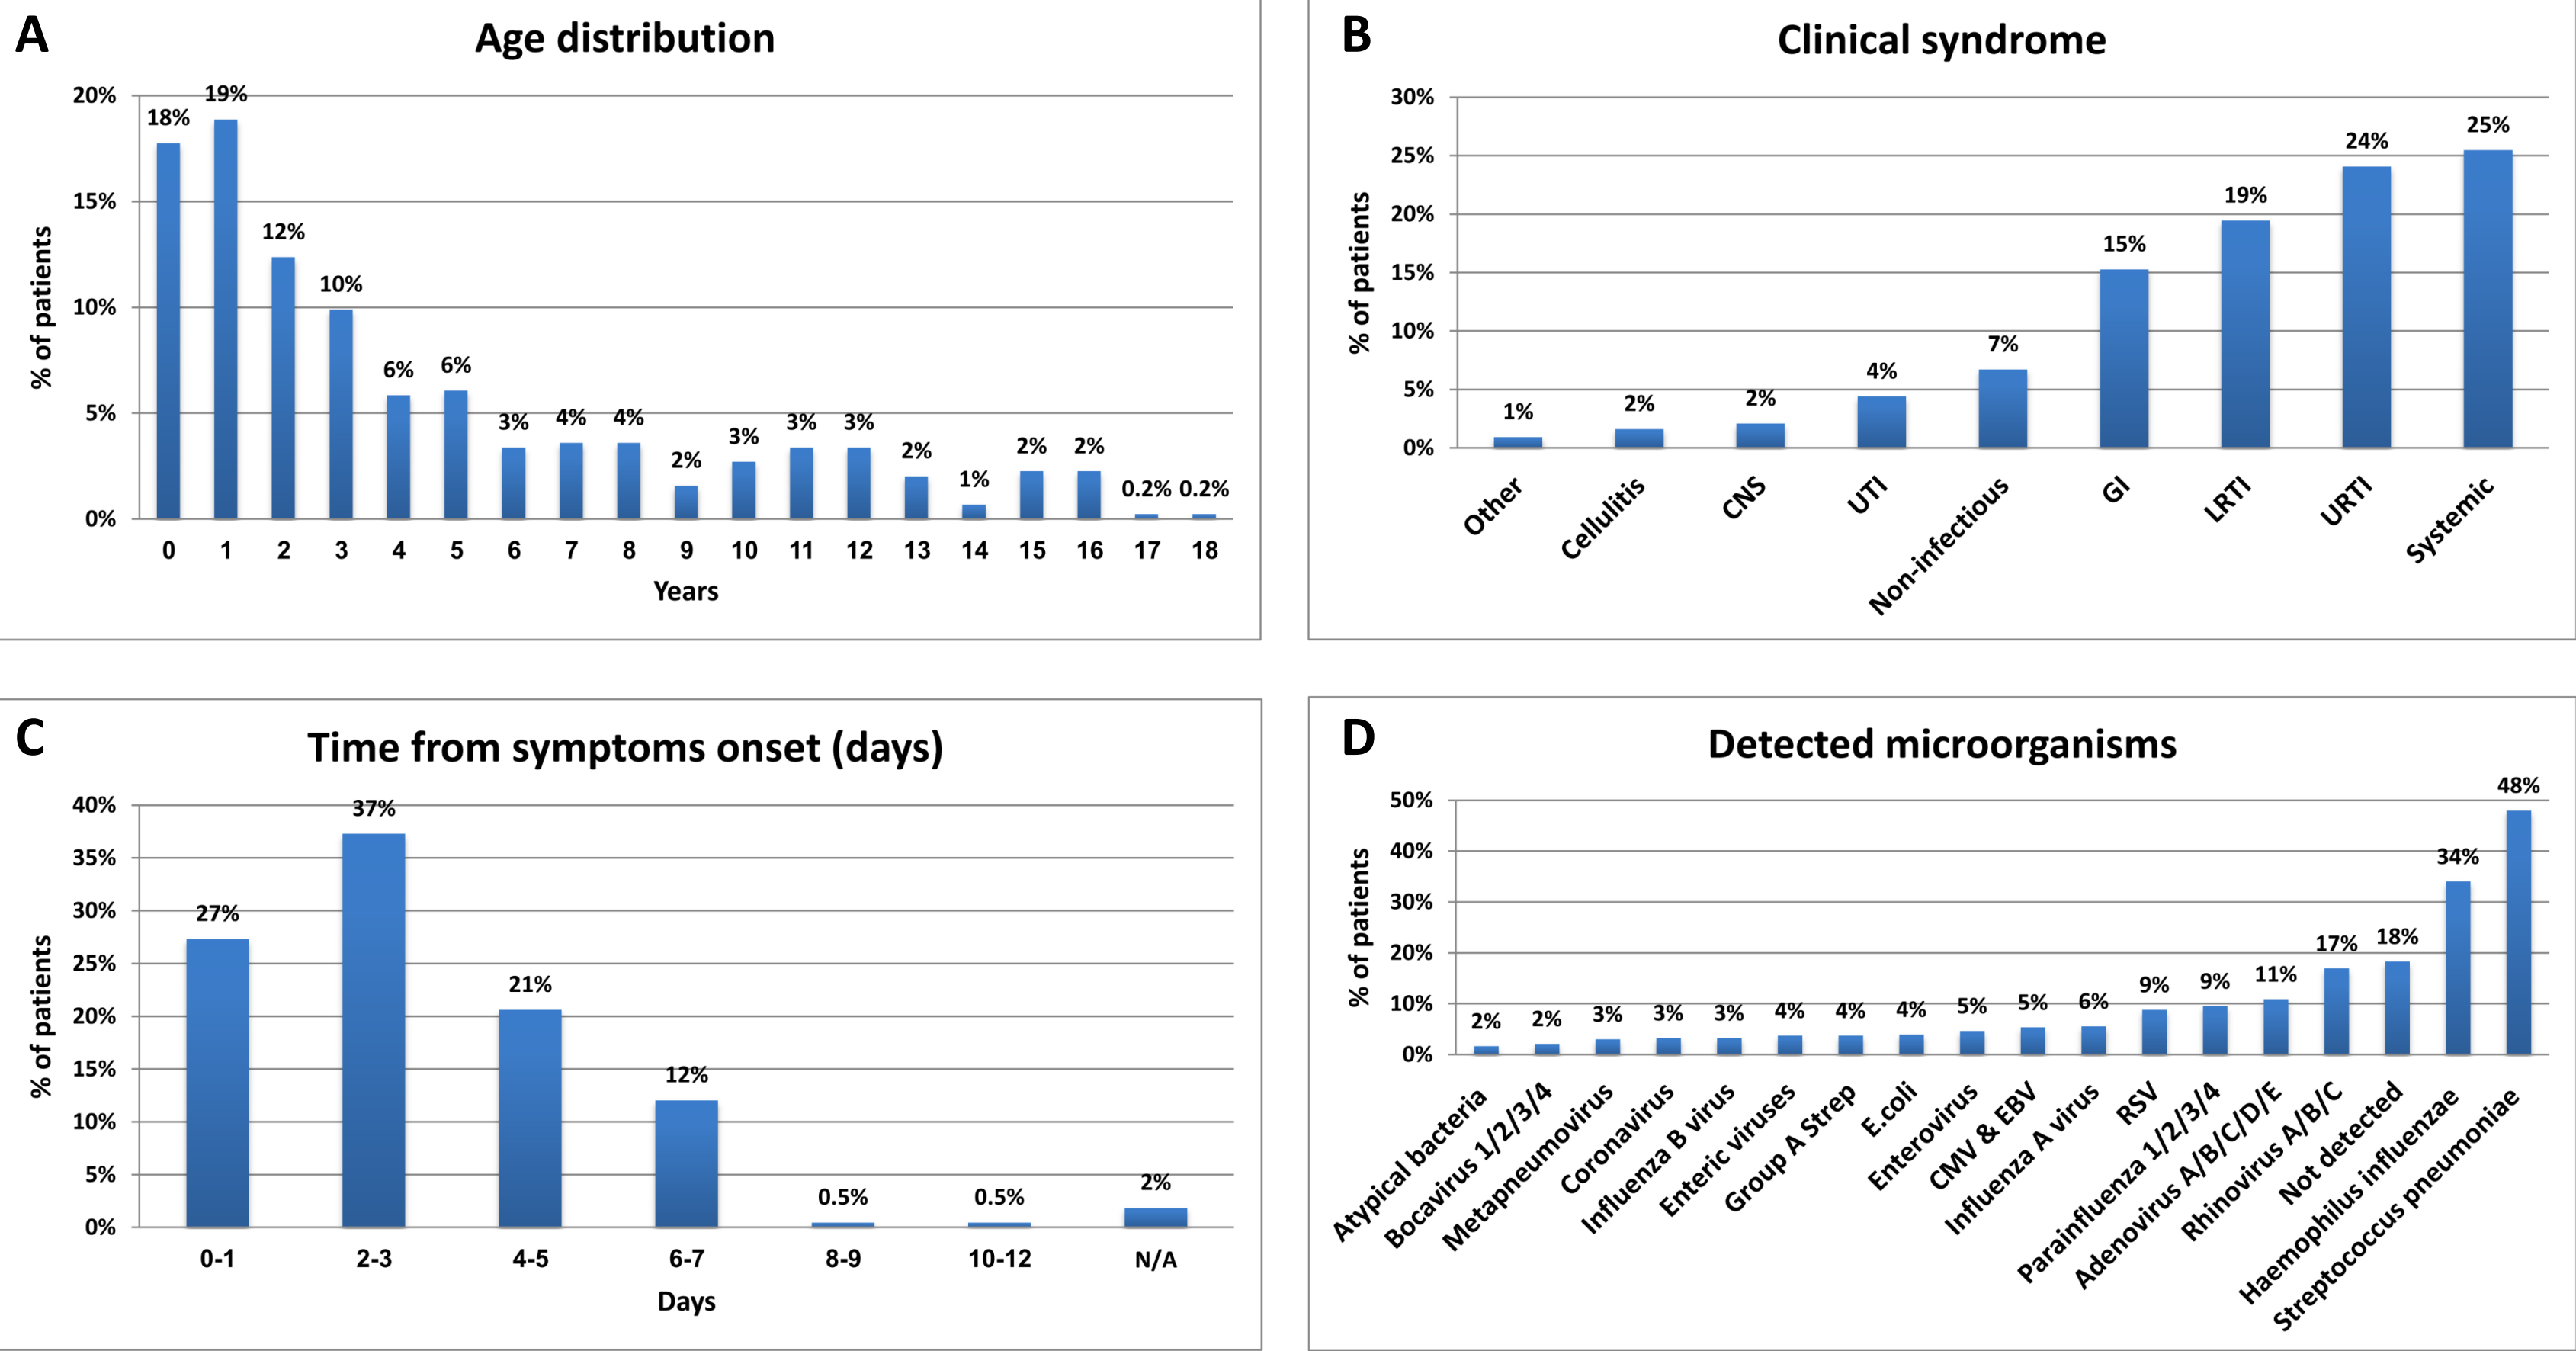 A
Age distribution
20%
15%
10%
5%
0%
% of patients
18%
19%
12%
10%
6%
6%
3%
4%
4%
2%
3%
3%
3%
2%
1%
2%
2%
0.2%
0.2%
0
1
2
3
4
5
6
7
8
9
10
11
12
13
14
15
16
17
18
Years
B
Clinical syndrome
30%
25%
20%
15%
10%
5%
0%
% of patients
1%
2%
2%
4%
7%
15%
19%
24%
25%
Other
Cellulitis
CNS
UTI
Non-infectious
GI
LRTI
URTI
Systemic
C
Time from symptoms onset (days)
40%
35%
30%
25%
20%
15%
10%
5%
0%
% of patients
27%
37%
21%
12%
0.5%
0.5%
2%
0-1
2-3
4-5
6-7
8-9
10-12
N/A
Days
D
Detected microorganisms
50%
40%
30%
20%
10%
0%
% of patients
2%
2%
3%
3%
3%
4%
4%
4%
5%
5%
6%
9%
9%
11%
17%
18%
34%
48%
Atypical bacteria
Bocavirus 1/2/3/4
Metapneumovirus
Coronavirus
Influenza B virus
Enteric viruses
Group A Strep
E.coli
Enterovirus
CMV & EBV
Influenza A virus
RSV
Parainfluenza 1/2/3/4
Adenovirus A/B/C/D/E
Rhinovirus A/B/C
Not detected
Haemophilus influenzae
Streptococcus pneumoniae